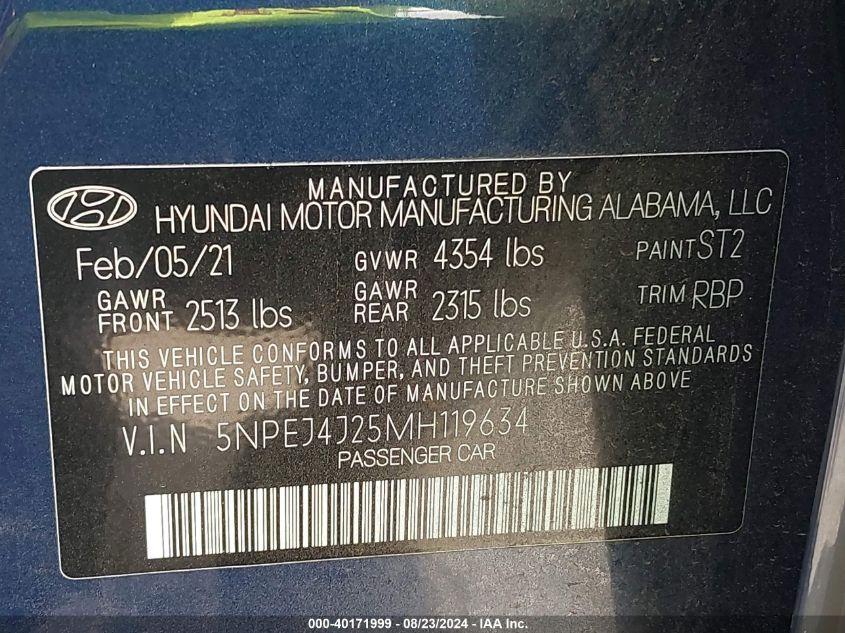 MANUFACTURED BY
HYUNDAI MOTOR MANUFACTURING ALABAMA, LLC
Feb/05/21 GVWR 4354 lbs PAINT ST2
GAWR FRONT 2513 lbs GAWR REAR 2315 lbs TRIM RBP
THIS VEHICLE CONFORMS TO ALL APPLICABLE U.S.A. FEDERAL
MOTOR VEHICLE SAFETY, BUMPER, AND THEFT PREVENTION STANDARDS
IN EFFECT ON THE DATE OF MANUFACTURE SHOWN ABOVE
V.I.N 5NPEJ4J25MH119634
PASSENGER CAR
000-40171999 - 08/23/2024 - IAA Inc.